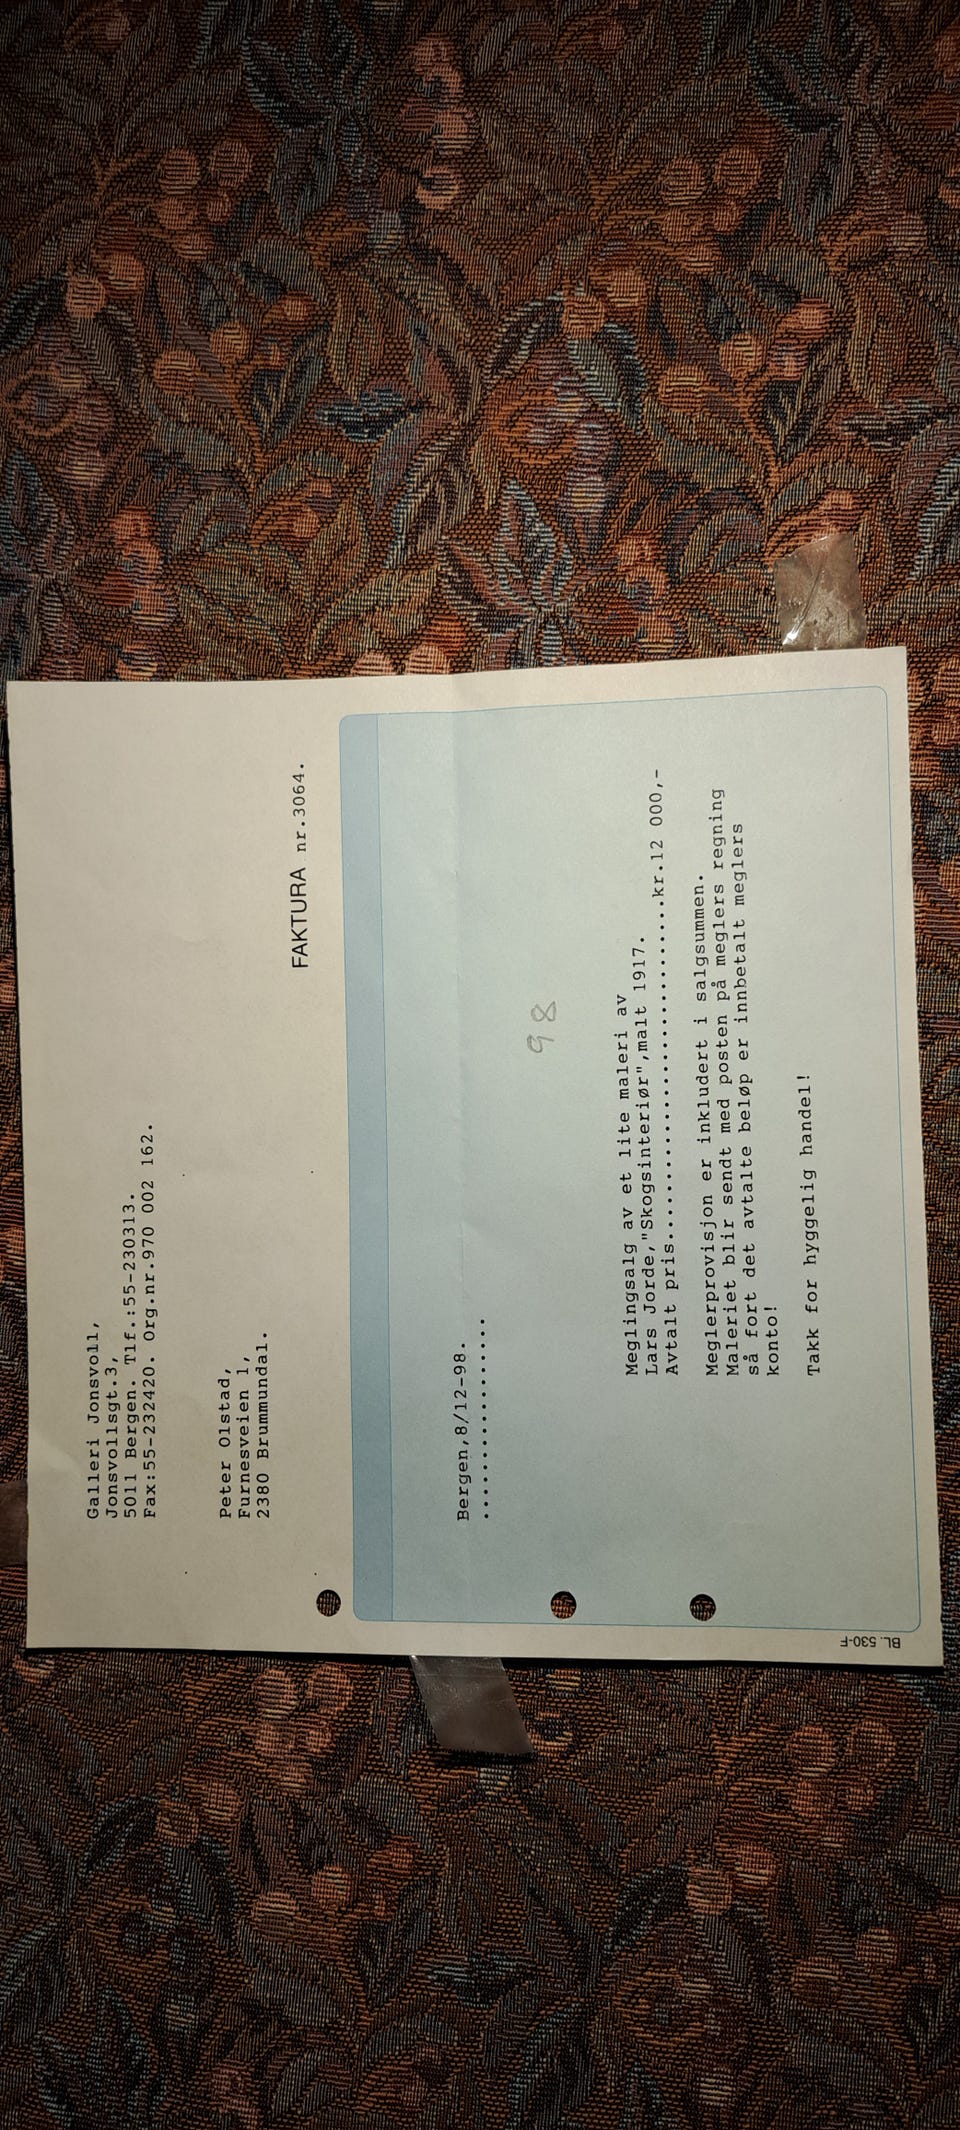 Galleri Jonsvoll,
Jonsvollsgt.3,
5011 Bergen. Tlf.:55-230313.
Fax:55-232420. Org.nr.970 002 162.
Peter Olstad,
Furnesveien 1,
2380 Brummundal.
FAKTURA nr.3064.
Bergen,8/12-98.
98
Meglingsalg av et lite maleri av
Lars Jorde,"Skogsinteriør",malt 1917.
Avtalt pris..................................kr.12 000,-
Meglerprovisjon er inkludert i salgsummen.
Maleriet blir sendt med posten på meglers regning
så fort det avtalte beløp er innbetalt meglers
konto!
Takk for hyggelig handel!
BL. 530-F